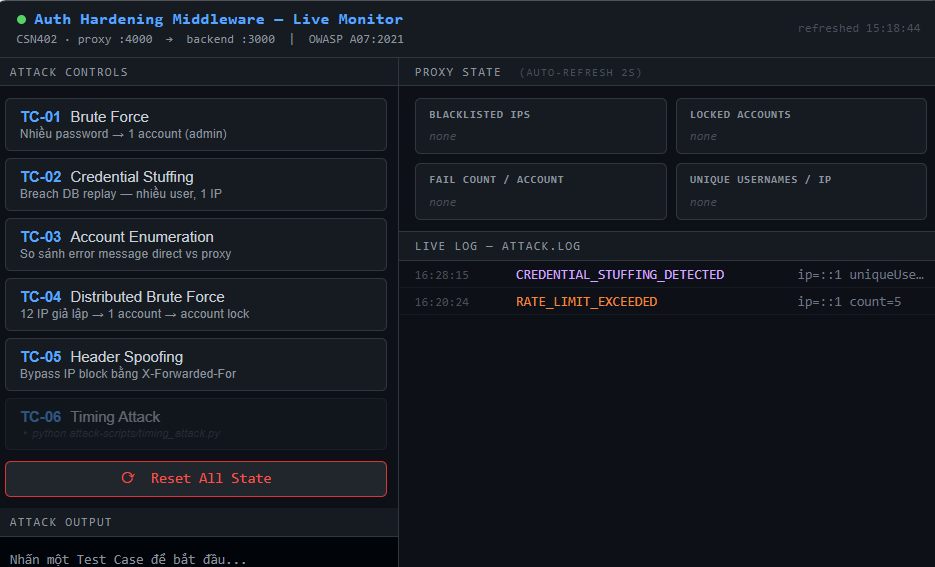 Auth Hardening Middleware — Live Monitor
CSN402 · proxy :4000 → backend :3000 | OWASP A07:2021
refreshed 15:18:44
ATTACK CONTROLS
TC-01 Brute Force
Nhiều password → 1 account (admin)
TC-02 Credential Stuffing
Breach DB replay — nhiều user, 1 IP
TC-03 Account Enumeration
So sánh error message direct vs proxy
TC-04 Distributed Brute Force
12 IP giả lập → 1 account → account lock
TC-05 Header Spoofing
Bypass IP block bằng X-Forwarded-For
TC-06 Timing Attack
• python attack-scripts/timing_attack.py
⟳ Reset All State
ATTACK OUTPUT
Nhấn một Test Case để bắt đầu...
PROXY STATE (AUTO-REFRESH 2S)
BLACKLISTED IPS
none
LOCKED ACCOUNTS
none
FAIL COUNT / ACCOUNT
none
UNIQUE USERNAMES / IP
none
LIVE LOG — ATTACK.LOG
16:28:15 CREDENTIAL_STUFFING_DETECTED ip=::1 uniqueUse…
16:20:24 RATE_LIMIT_EXCEEDED ip=::1 count=5